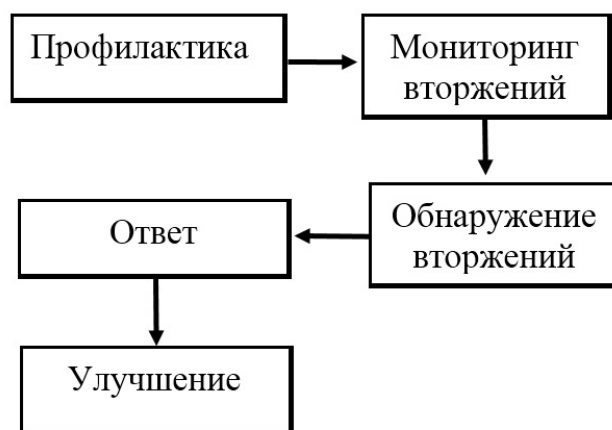 Профилактика
Мониторинг
вторжений
Обнаружение
вторжений
Ответ
Улучшение